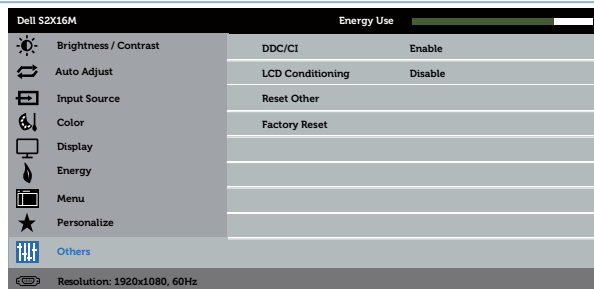 Dell S2X16M Energy Use
Brightness / Contrast DDC/CI Enable
Auto Adjust LCD Conditioning Disable
Input Source Reset Other
Color Factory Reset
Display
Energy
Menu
Personalize
Others
Resolution: 1920x1080, 60Hz